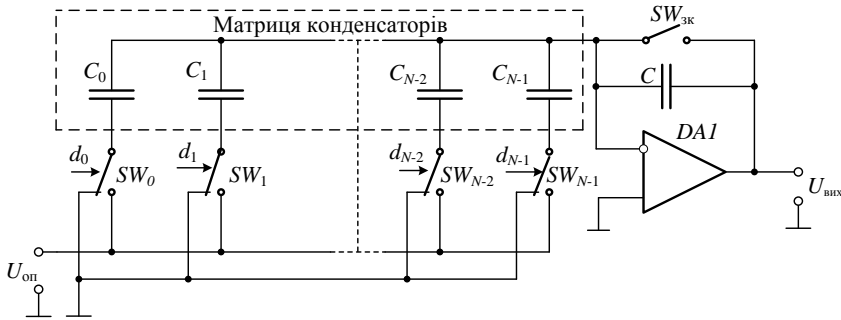 Матриця конденсаторів
SWзк
C0
C1
CN-2
CN-1
C
DA1
d0
SW0
d1
SW1
dN-2
SWN-2
dN-1
SWN-1
Uвих
Uоп